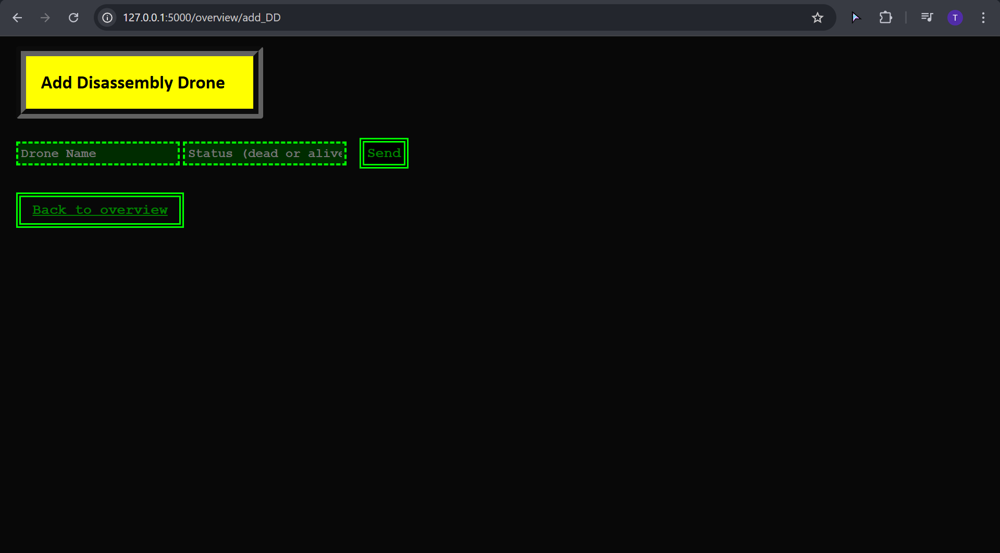 127.0.0.1:5000/overview/add_DD
T
Add Disassembly Drone
Drone Name Status (dead or alive Send
Back to overview